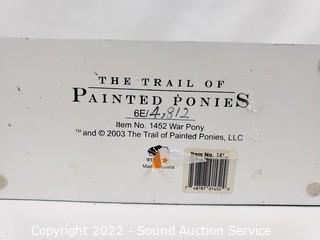 THE TRAIL OF
PAINTED PONIES
6E/4,812
Item No. 1452 War Pony
™ and © 2003 The Trail of Painted Ponies, LLC
Item No.
Made
Copyright 2022 - Sound Auction Service